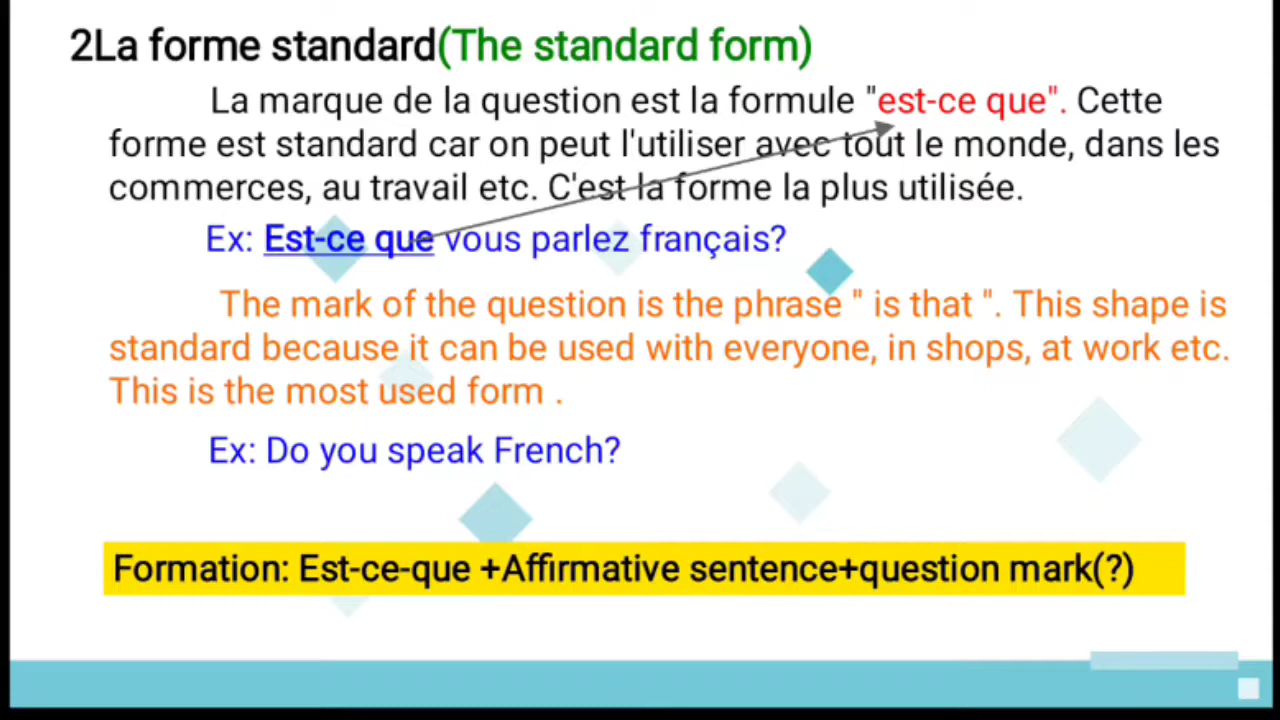 2La forme standard(The standard form)
La marque de la question est la formule "est-ce que". Cette
forme est standard car on peut l'utiliser avec tout le monde, dans les
commerces, au travail etc. C'est la forme la plus utilisée.
Ex: Est-ce que vous parlez français?
The mark of the question is the phrase " is that ". This shape is
standard because it can be used with everyone, in shops, at work etc.
This is the most used form .
Ex: Do you speak French?
Formation: Est-ce-que +Affirmative sentence+question mark(?)